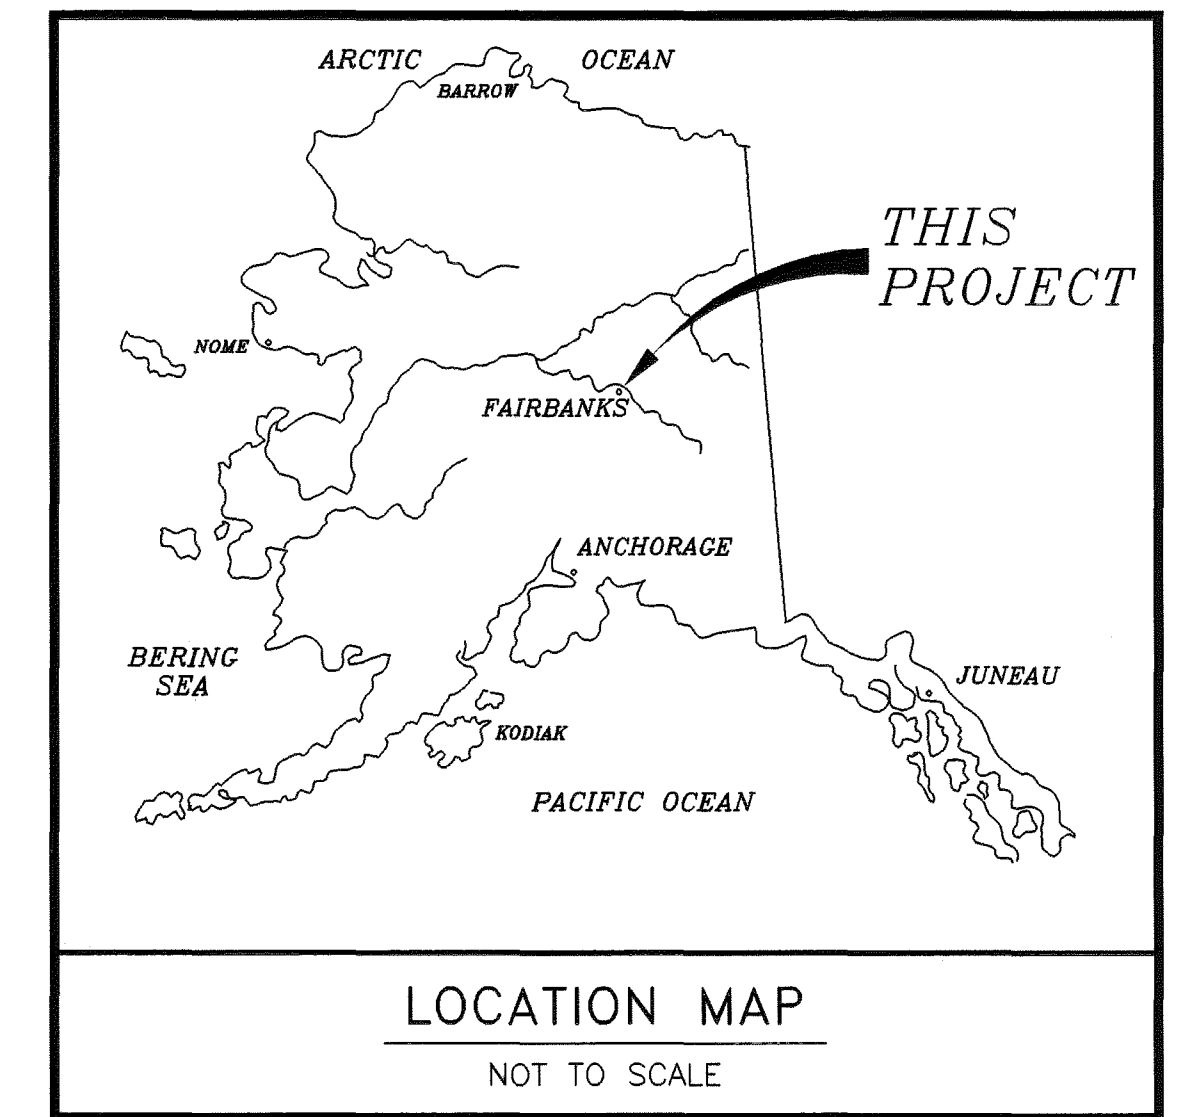 ARCTIC OCEAN
BARROW
THIS
PROJECT
NOME
FAIRBANKS
ANCHORAGE
BERING
SEA
JUNEAU
KODIAK
PACIFIC OCEAN
LOCATION MAP
NOT TO SCALE